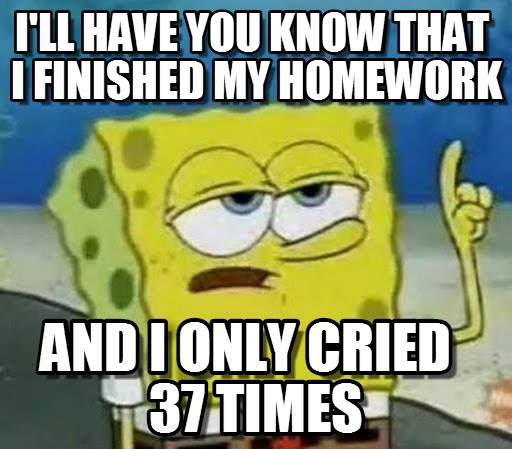 I'LL HAVE YOU KNOW THAT
I FINISHED MY HOMEWORK
AND I ONLY CRIED
37 TIMES